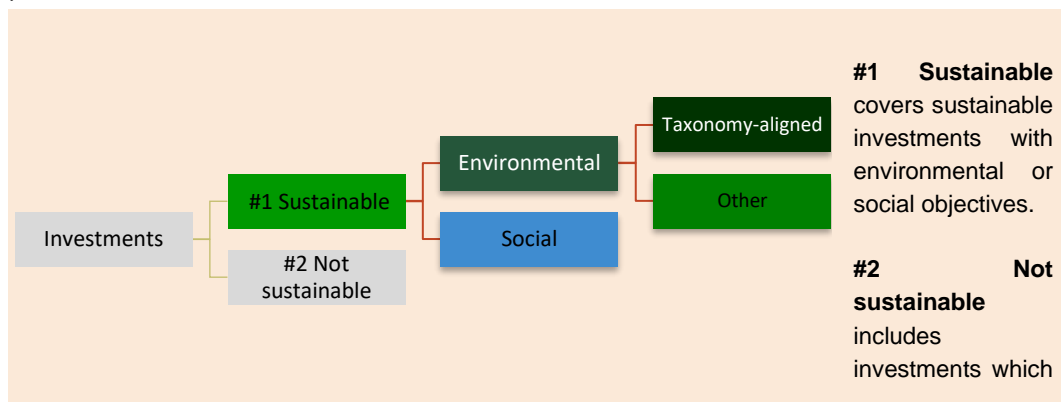 Investments
#1 Sustainable
#2 Not
sustainable
Environmental
Social
Taxonomy-aligned
Other
#1 Sustainable
covers sustainable
investments with
environmental or
social objectives.
#2 Not
sustainable
includes
investments which